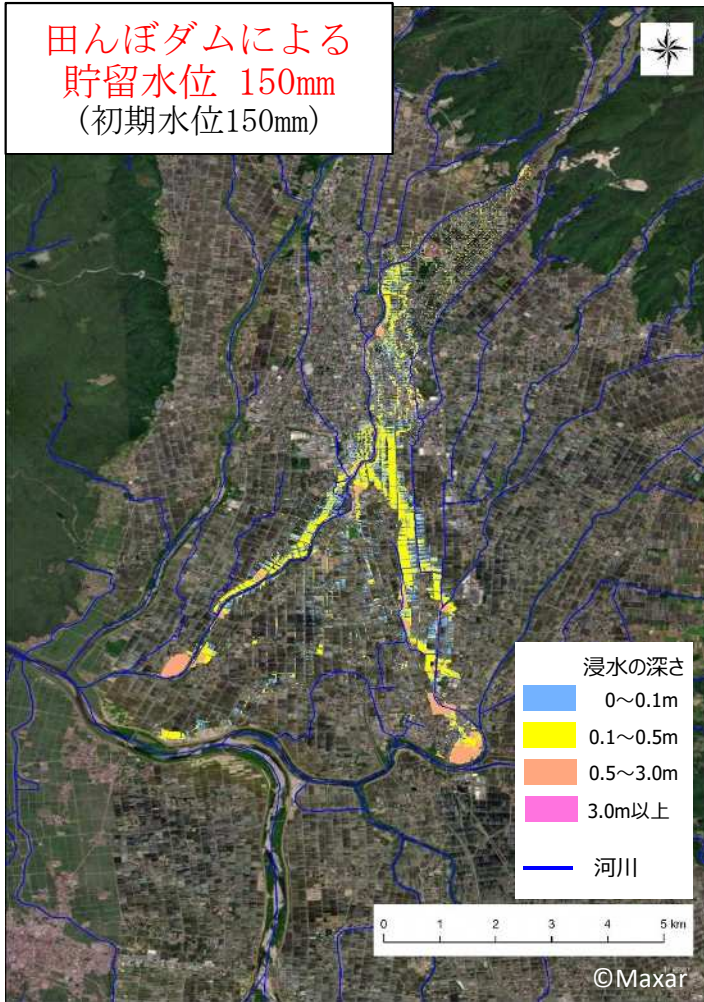 田んぼダムによる
貯留水位 150mm
(初期水位150mm)
浸水の深さ
0～0.1m
0.1～0.5m
0.5～3.0m
3.0m以上
河川
0 1 2 3 4 5 km
©Maxar